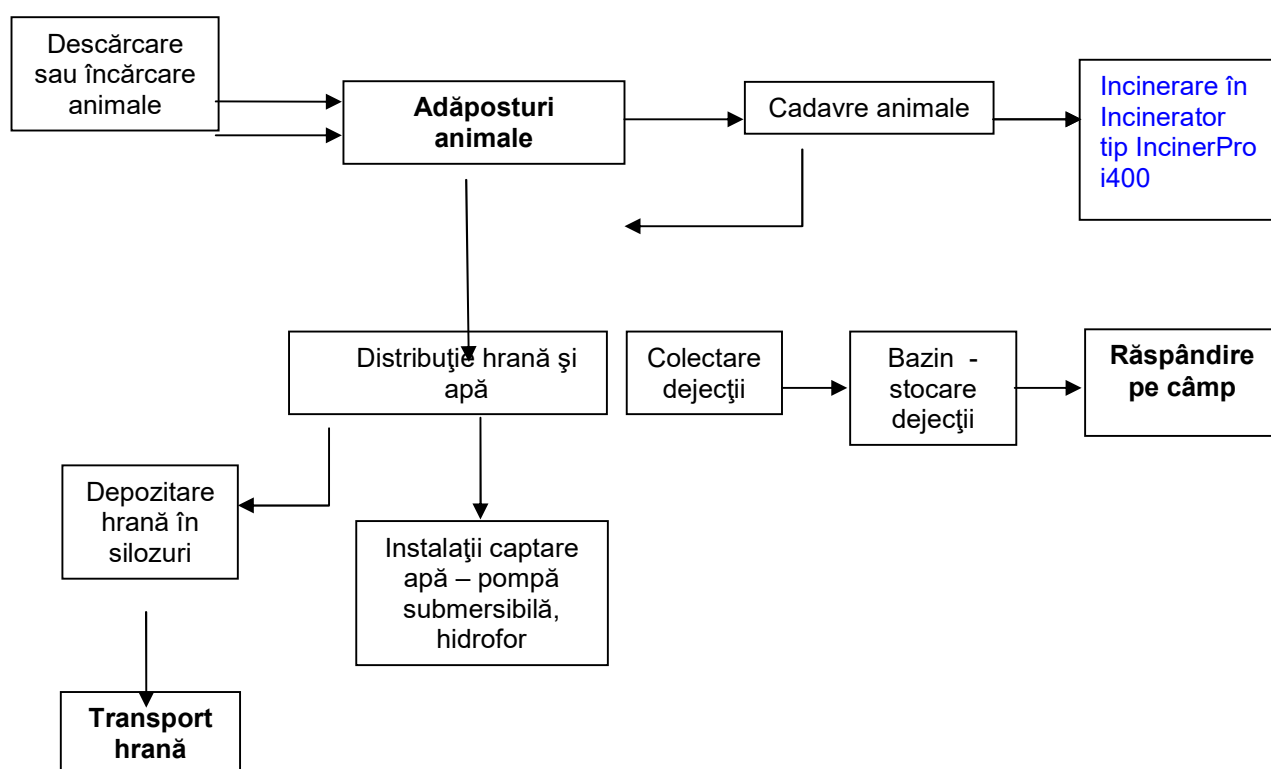 Descărcare
sau încărcare
animale
Adăposturi
animale
Cadavre animale
Incinerare în
Incinerator
tip IncinerPro
i400
Distribuţie hrană şi
apă
Colectare
dejecţii
Bazin -
stocare
dejecţii
Răspândire
pe câmp
Depozitare
hrană în
silozuri
Instalaţii captare
apă – pompă
submersibilă,
hidrofor
Transport
hrană